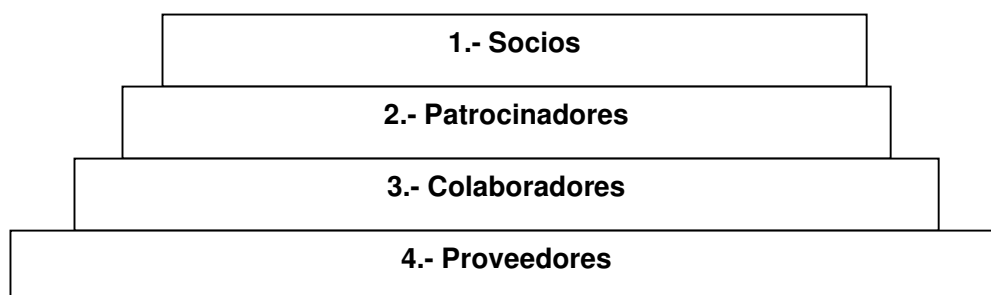 1.- Socios
2.- Patrocinadores
3.- Colaboradores
4.- Proveedores